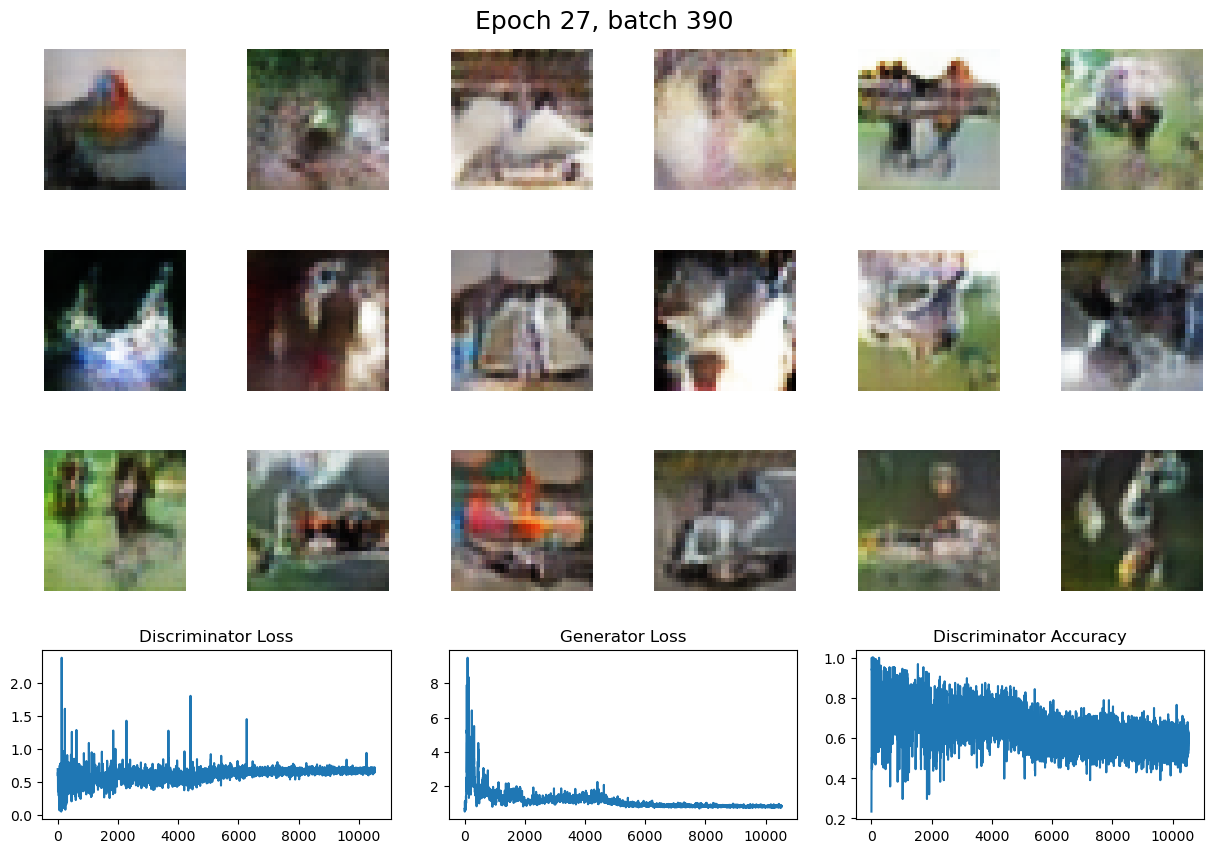 Epoch 27, batch 390
Discriminator Loss
Generator Loss
Discriminator Accuracy
2.0
1.5
1.0
0.5
0.0
0 2000 4000 6000 8000 10000
8
6
4
2
0 2000 4000 6000 8000 10000
1.0
0.8
0.6
0.4
0.2
0 2000 4000 6000 8000 10000